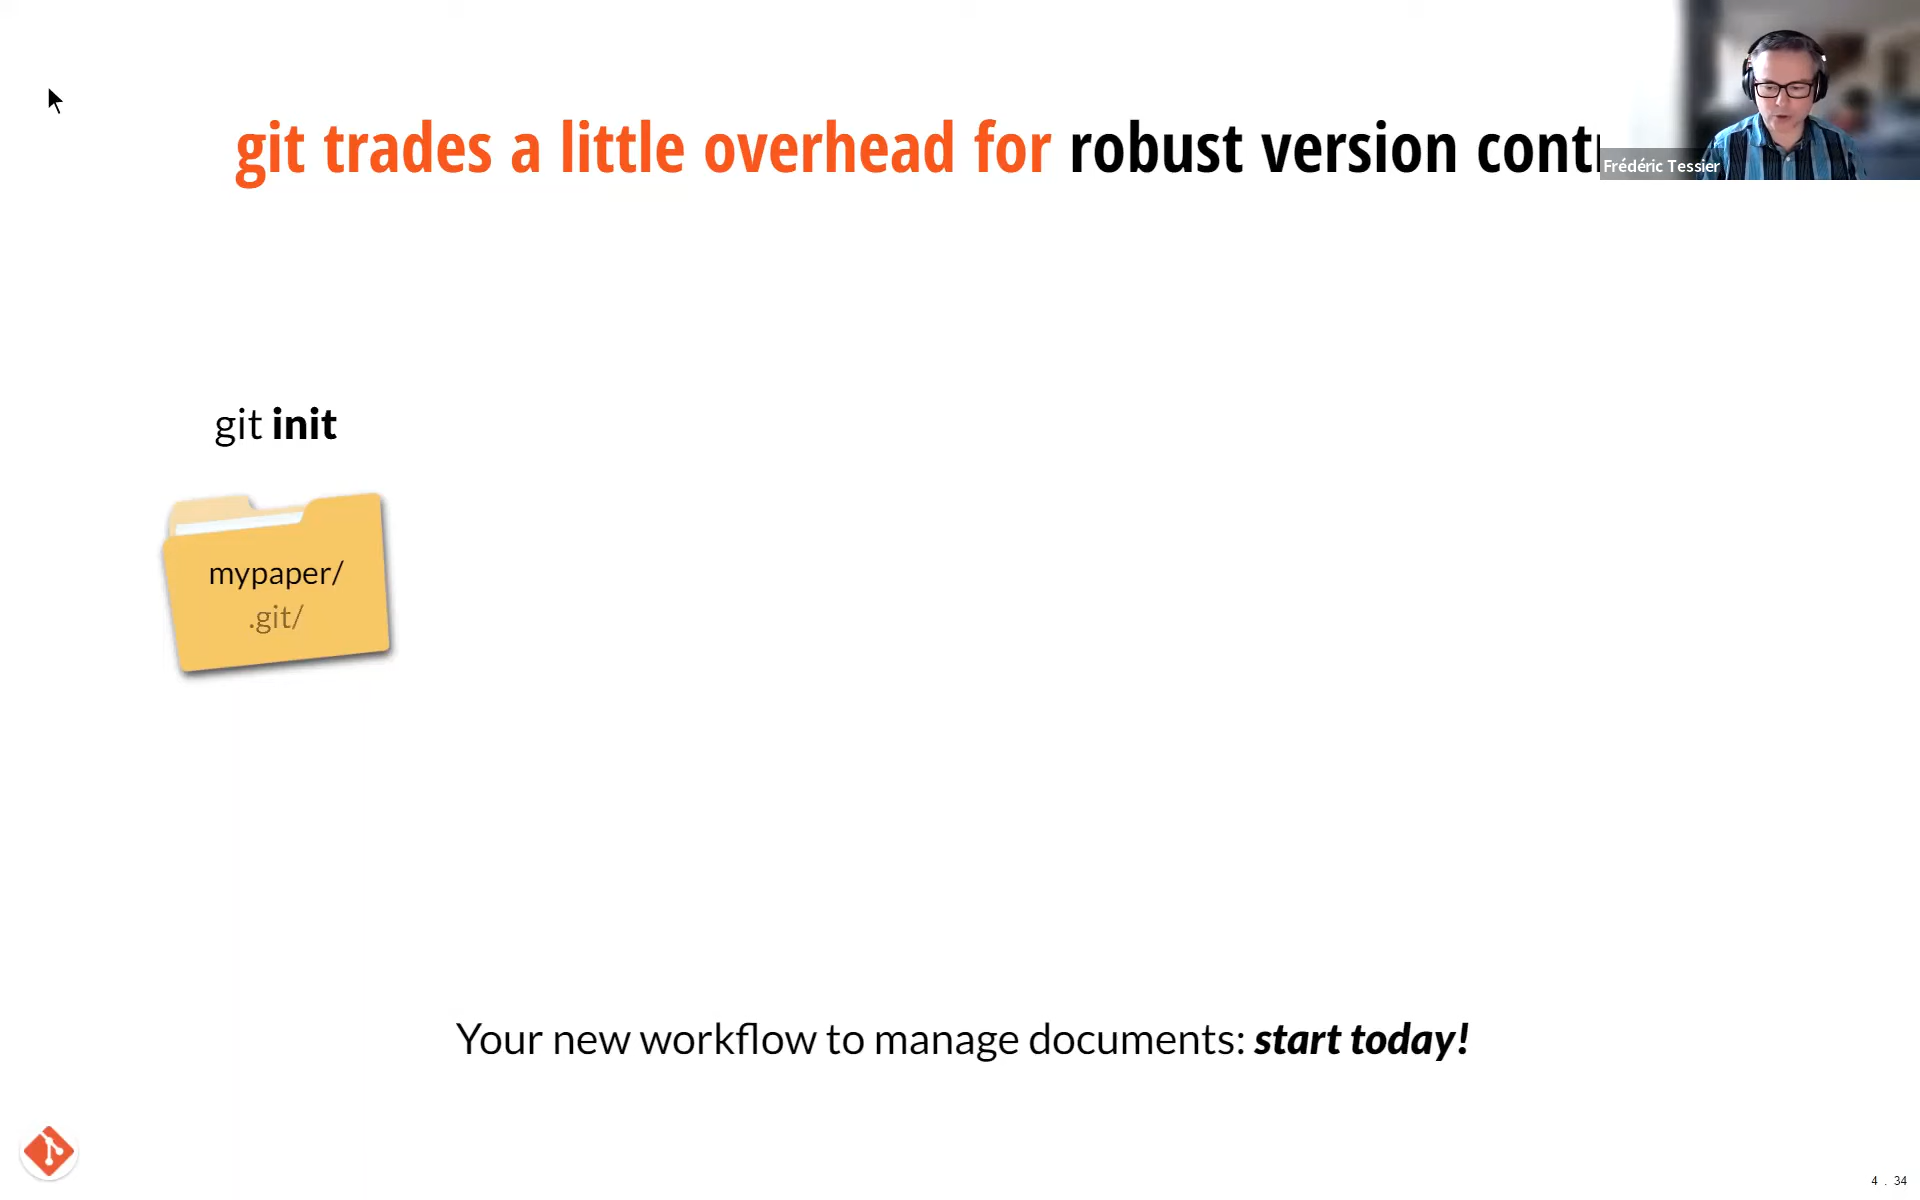 git trades a little overhead for robust version cont
Frédéric Tessier
git init
mypaper/
.git/
Your new workflow to manage documents: start today!
4 . 34